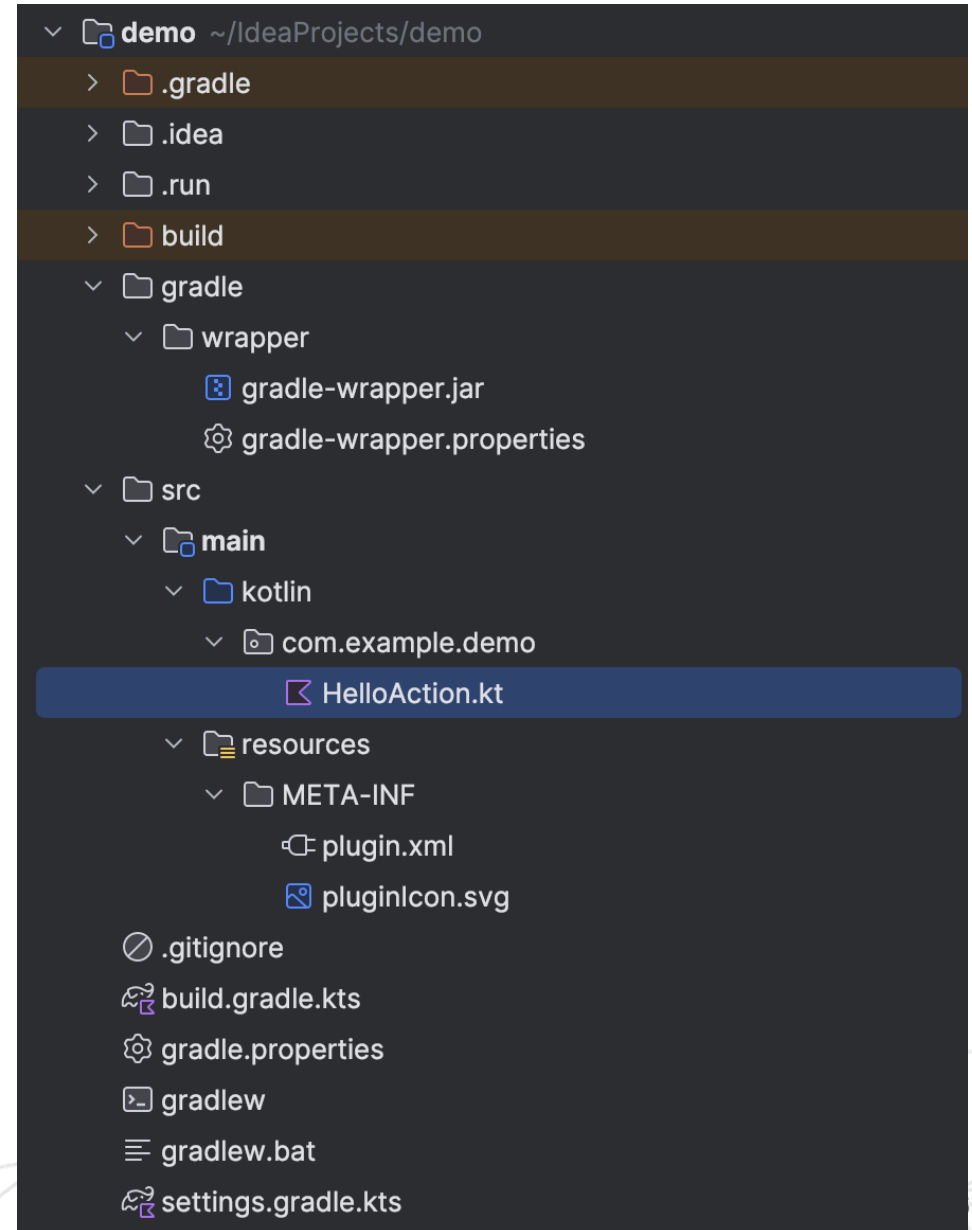 demo ~/IdeaProjects/demo
.gradle
.idea
.run
build
gradle
wrapper
gradle-wrapper.jar
gradle-wrapper.properties
src
main
kotlin
com.example.demo
HelloAction.kt
resources
META-INF
plugin.xml
pluginIcon.svg
.gitignore
build.gradle.kts
gradle.properties
gradlew
gradlew.bat
settings.gradle.kts